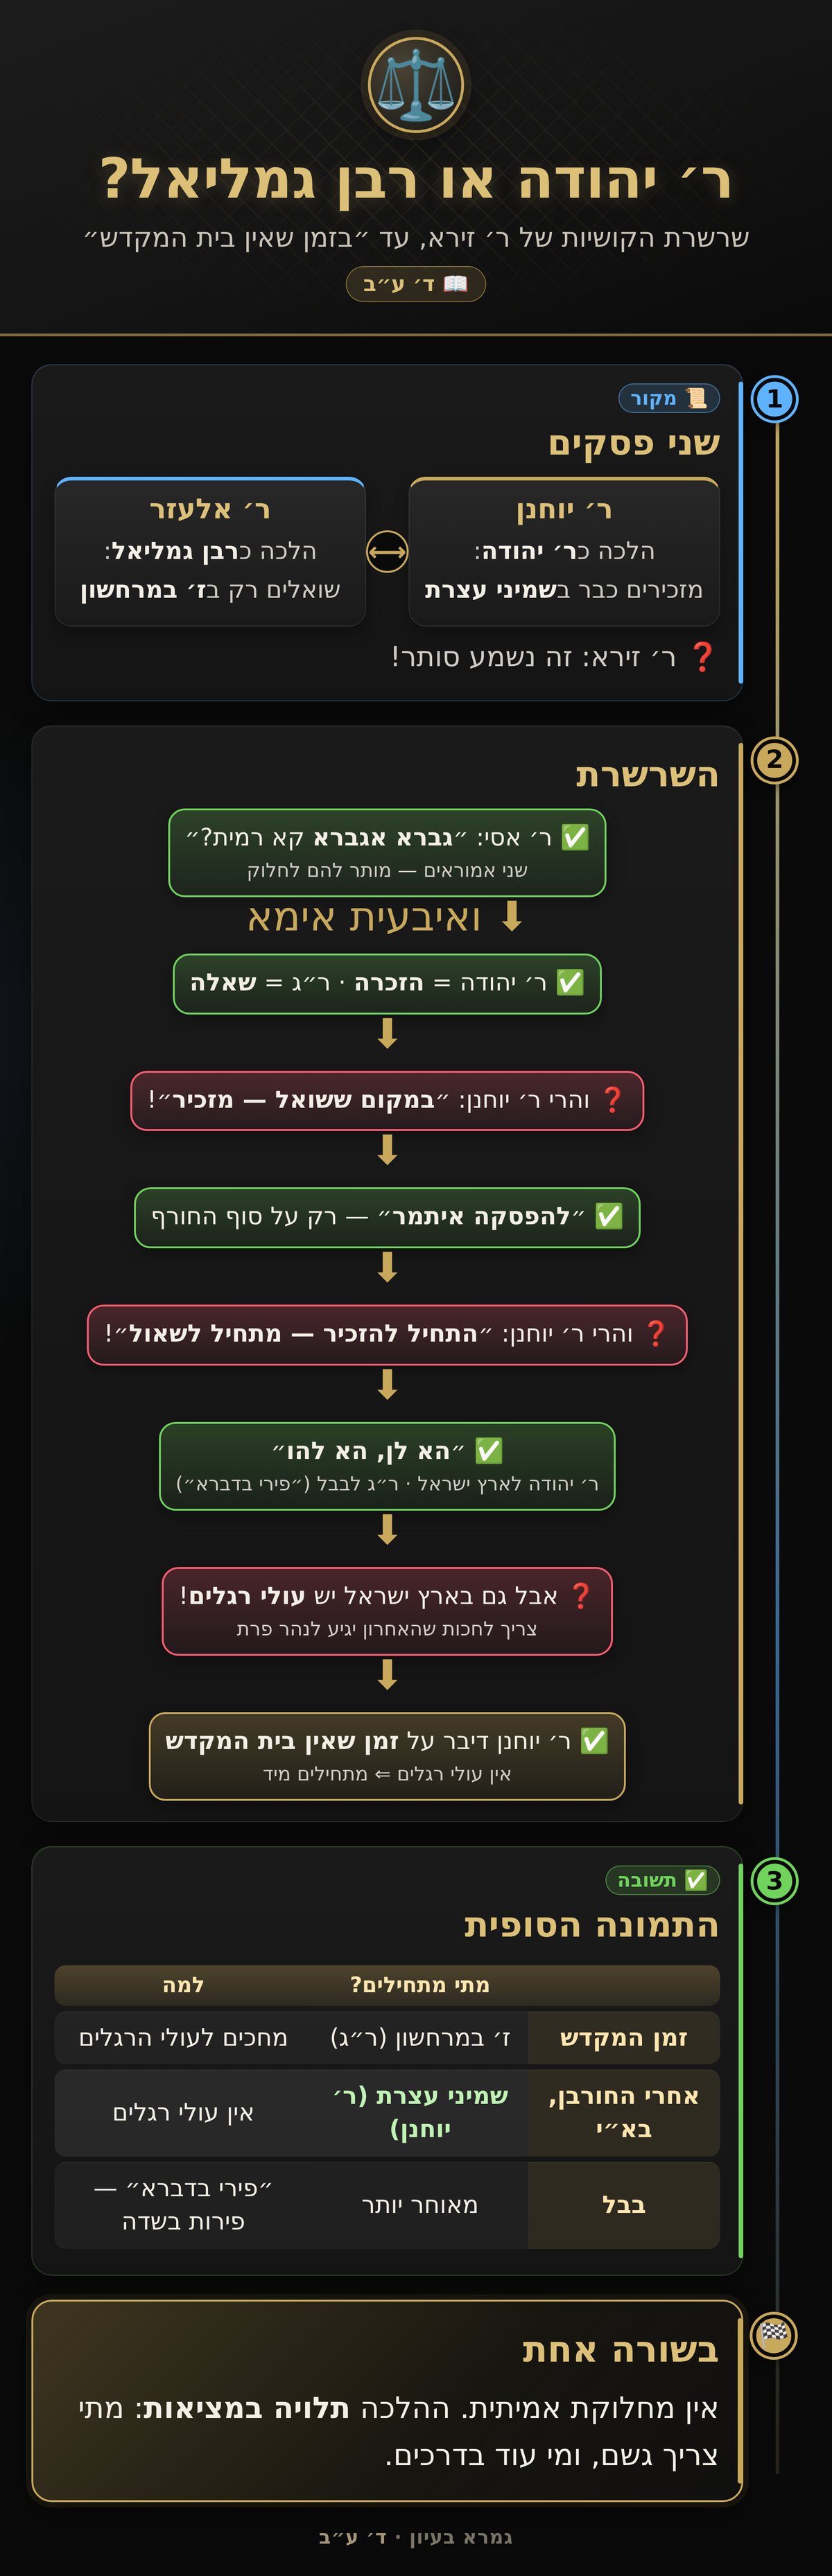 ר׳ יהודה או רבן גמליאל?
שרשרת הקושיות של ר׳ זירא, עד ״בזמן שאין בית המקדש״
📖 ד׳ ע״ב
1
📜 מקור
שני פסקים
ר׳ יוחנן
הלכה כר׳ יהודה:
מזכירים כבר בשמיני עצרת
⟷
ר׳ אלעזר
הלכה כרבן גמליאל:
שואלים רק בז׳ במרחשון
❓ ר׳ זירא: זה נשמע סותר!
2
השרשרת
✅ ר׳ אסי: ״גברא אגברא קא רמית?״
שני אמוראים — מותר להם לחלוק
⬇ ואיבעית אימא
✅ ר׳ יהודה = הזכרה · ר״ג = שאלה
⬇
❓ והרי ר׳ יוחנן: ״במקום ששואל — מזכיר״!
⬇
✅ ״להפסקה איתמר״ — רק על סוף החורף
⬇
❓ והרי ר׳ יוחנן: ״התחיל להזכיר — מתחיל לשאול״!
⬇
✅ ״הא לן, הא להו״
ר׳ יהודה לארץ ישראל · ר״ג לבבל (״פירי בדברא״)
⬇
❓ אבל גם בארץ ישראל יש עולי רגלים!
צריך לחכות שהאחרון יגיע לנהר פרת
⬇
✅ ר׳ יוחנן דיבר על זמן שאין בית המקדש
אין עולי רגלים ⇐ מתחילים מיד
3
✅ תשובה
התמונה הסופית
מתי מתחילים? למה
זמן המקדש ז׳ במרחשון (ר״ג) מחכים לעולי הרגלים
אחרי החורבן, בא״י שמיני עצרת (ר׳ יוחנן) אין עולי רגלים
בבל מאוחר יותר ״פירי בדברא״ — פירות בשדה
🏁
בשורה אחת
אין מחלוקת אמיתית. ההלכה תלויה במציאות: מתי
צריך גשם, ומי עוד בדרכים.
גמרא בעיון · ד׳ ע״ב